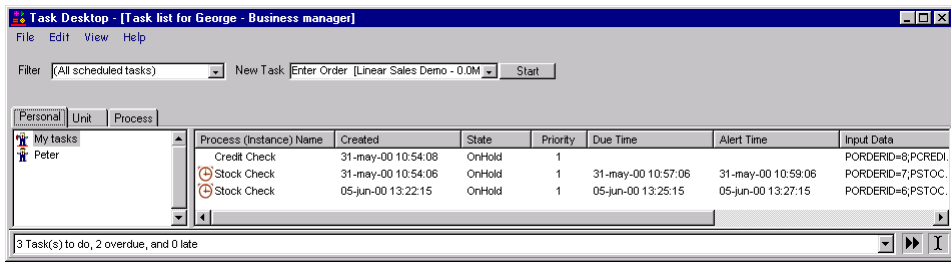 Task Desktop - [Task list for George - Business manager]
File Edit View Help
Filter (All scheduled tasks) New Task Enter Order [Linear Sales Demo - 0.0M Start
Personal Unit Process
My tasks
Peter
Process (Instance) Name Created State Priority Due Time Alert Time Input Data
Credit Check 31-may-00 10:54:08 OnHold 1 PORDERID=8;PCREDI.
Stock Check 31-may-00 10:54:06 OnHold 1 31-may-00 10:57:06 31-may-00 10:59:06 PORDERID=7;PSTOC.
Stock Check 05-jun-00 13:22:15 OnHold 1 05-jun-00 13:25:15 05-jun-00 13:27:15 PORDERID=6;PSTOC.
3 Task(s) to do, 2 overdue, and 0 late